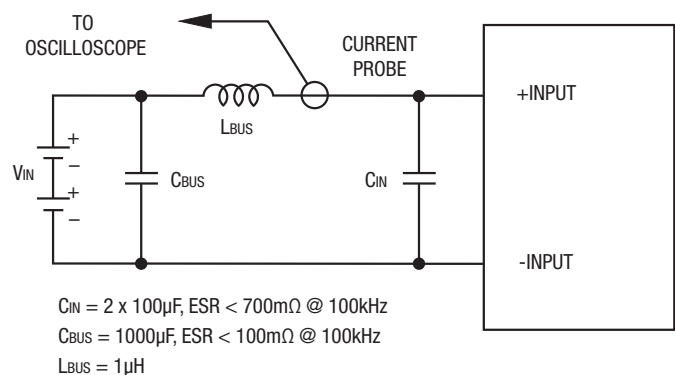 TO
OSCILLOSCOPE
CURRENT
PROBE
+INPUT
LBUS
VIN
+
−
+
−
CBUS
CIN
-INPUT
CIN = 2 x 100µF, ESR < 700mΩ @ 100kHz
CBUS = 1000µF, ESR < 100mΩ @ 100kHz
LBUS = 1µH